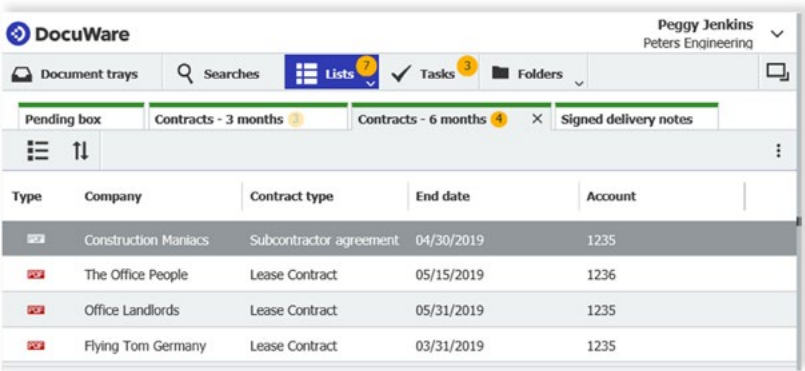 DocuWare
Peggy Jenkins
Peters Engineering
Document trays Searches Lists 7 Tasks 3 Folders
Pending box Contracts - 3 months 3 Contracts - 6 months 4 × Signed delivery notes
Type Company Contract type End date Account
PDF Construction Maniacs Subcontractor agreement 04/30/2019 1235
PDF The Office People Lease Contract 05/15/2019 1236
PDF Office Landlords Lease Contract 05/31/2019 1235
PDF Flying Tom Germany Lease Contract 03/31/2019 1235